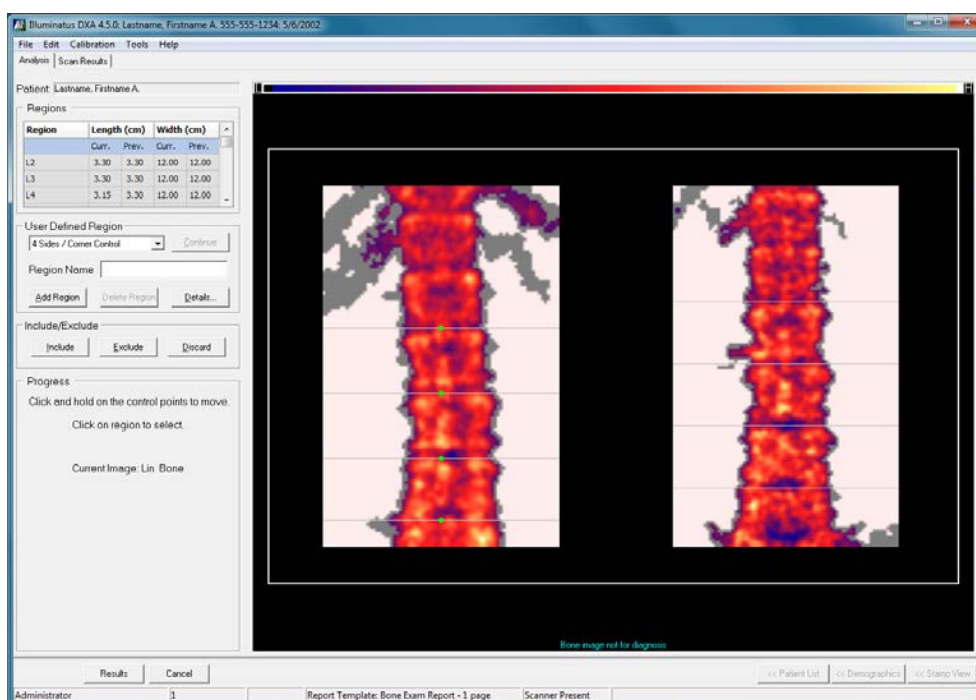 Illuminatus DXA 4.5.0: Lastname, Firstname A. 555-555-1234: 5/6/2002
File Edit Calibration Tools Help
Analysis Scan Results
Patient Lastname, Firstname A.
L H
Regions
Region Length (cm) Width (cm)
Curr. Prev. Curr. Prev.
L2 3.30 3.30 12.00 12.00
L3 3.30 3.30 12.00 12.00
L4 3.15 3.30 12.00 12.00
User Defined Region
4 Sides / Corner Control Continue
Region Name
Add Region Delete Region Details...
Include/Exclude
Include Exclude Discard
Progress
Click and hold on the control points to move.
Click on region to select.
Current Image: Lin Bone
Bone image not for diagnosis
Results Cancel << Patient List << Demographics << Stamp View
Administrator 1 Report Template: Bone Exam Report - 1 page Scanner Present